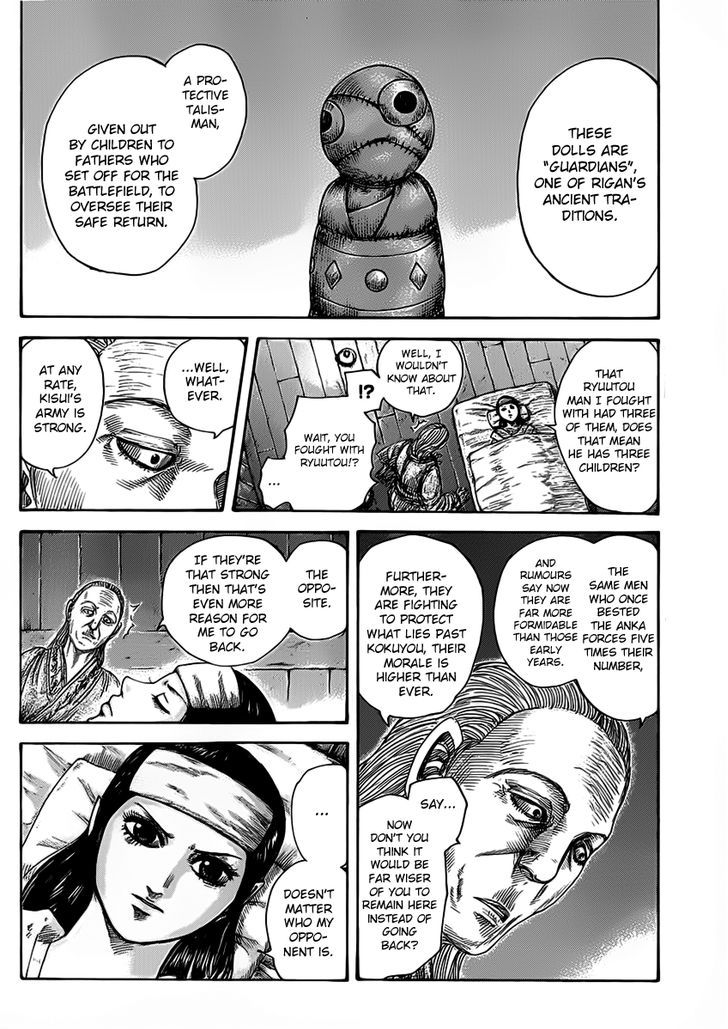 THESE
DOLLS ARE
"GUARDIANS",
ONE OF RIGAN'S
ANCIENT TRA-
DITIONS.
A PRO-
TECTIVE
TALIS-
MAN,
GIVEN OUT
BY CHILDREN TO
FATHERS WHO
SET OFF FOR THE
BATTLEFIELD, TO
OVERSEE THEIR
SAFE RETURN.
THAT
RYUUTOU
MAN I FOUGHT
WITH HAD THREE
OF THEM, DOES
THAT MEAN
HE HAS THREE
CHILDREN?
WELL, I
WOULDN'T
KNOW ABOUT
THAT.
!?
WAIT, YOU
FOUGHT WITH
RYUUTOU!?
...
...WELL,
WHAT-
EVER.
AT ANY
RATE,
KISUI'S
ARMY IS
STRONG.
THE
SAME MEN
WHO ONCE
BESTED
THE ANKA
FORCES FIVE
TIMES THEIR
NUMBER,
AND
RUMOURS
SAY NOW
THEY ARE
FAR MORE
FORMIDABLE
THAN THOSE
EARLY
YEARS.
FURTHER-
MORE, THEY
ARE FIGHTING
TO PROTECT
WHAT LIES PAST
KOKUYOU, THEIR
MORALE IS
HIGHER THAN
EVER.
SAY...
NOW
DON'T YOU
THINK IT
WOULD BE
FAR WISER
OF YOU TO
REMAIN HERE
INSTEAD OF
GOING
BACK?
THE
OPPO-
SITE.
IF THEY'RE
THAT STRONG
THEN THAT'S
EVEN MORE
REASON FOR
ME TO GO
BACK.
...
DOESN'T
MATTER
WHO MY
OPPO-
NENT IS.